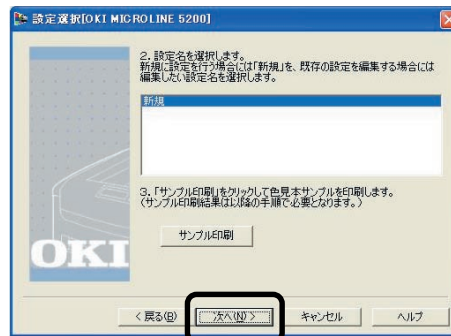 設定選択[OKI MICROLINE 5200]
2. 設定名を選択します。
新規に設定を行う場合には「新規」を、既存の設定を編集する場合には
編集したい設定名を選択します。
新規
3. 「サンプル印刷」をクリックして色見本サンプルを印刷します。
(サンプル印刷結果は以降の手順で必要となります。)
サンプル印刷
OKI
< 戻る(B) 次へ(N) > キャンセル ヘルプ